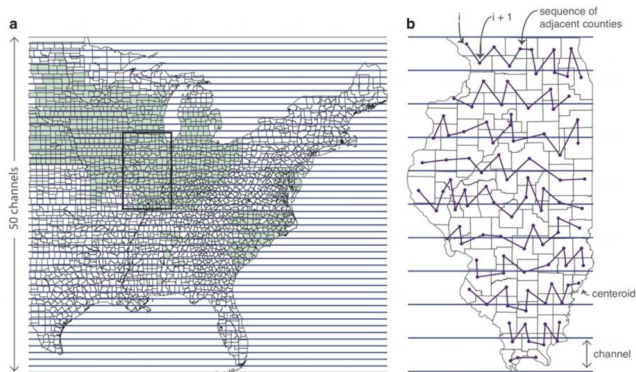 a
50 channels
b
i
i + 1
sequence of
adjacent counties
centeroid
channel